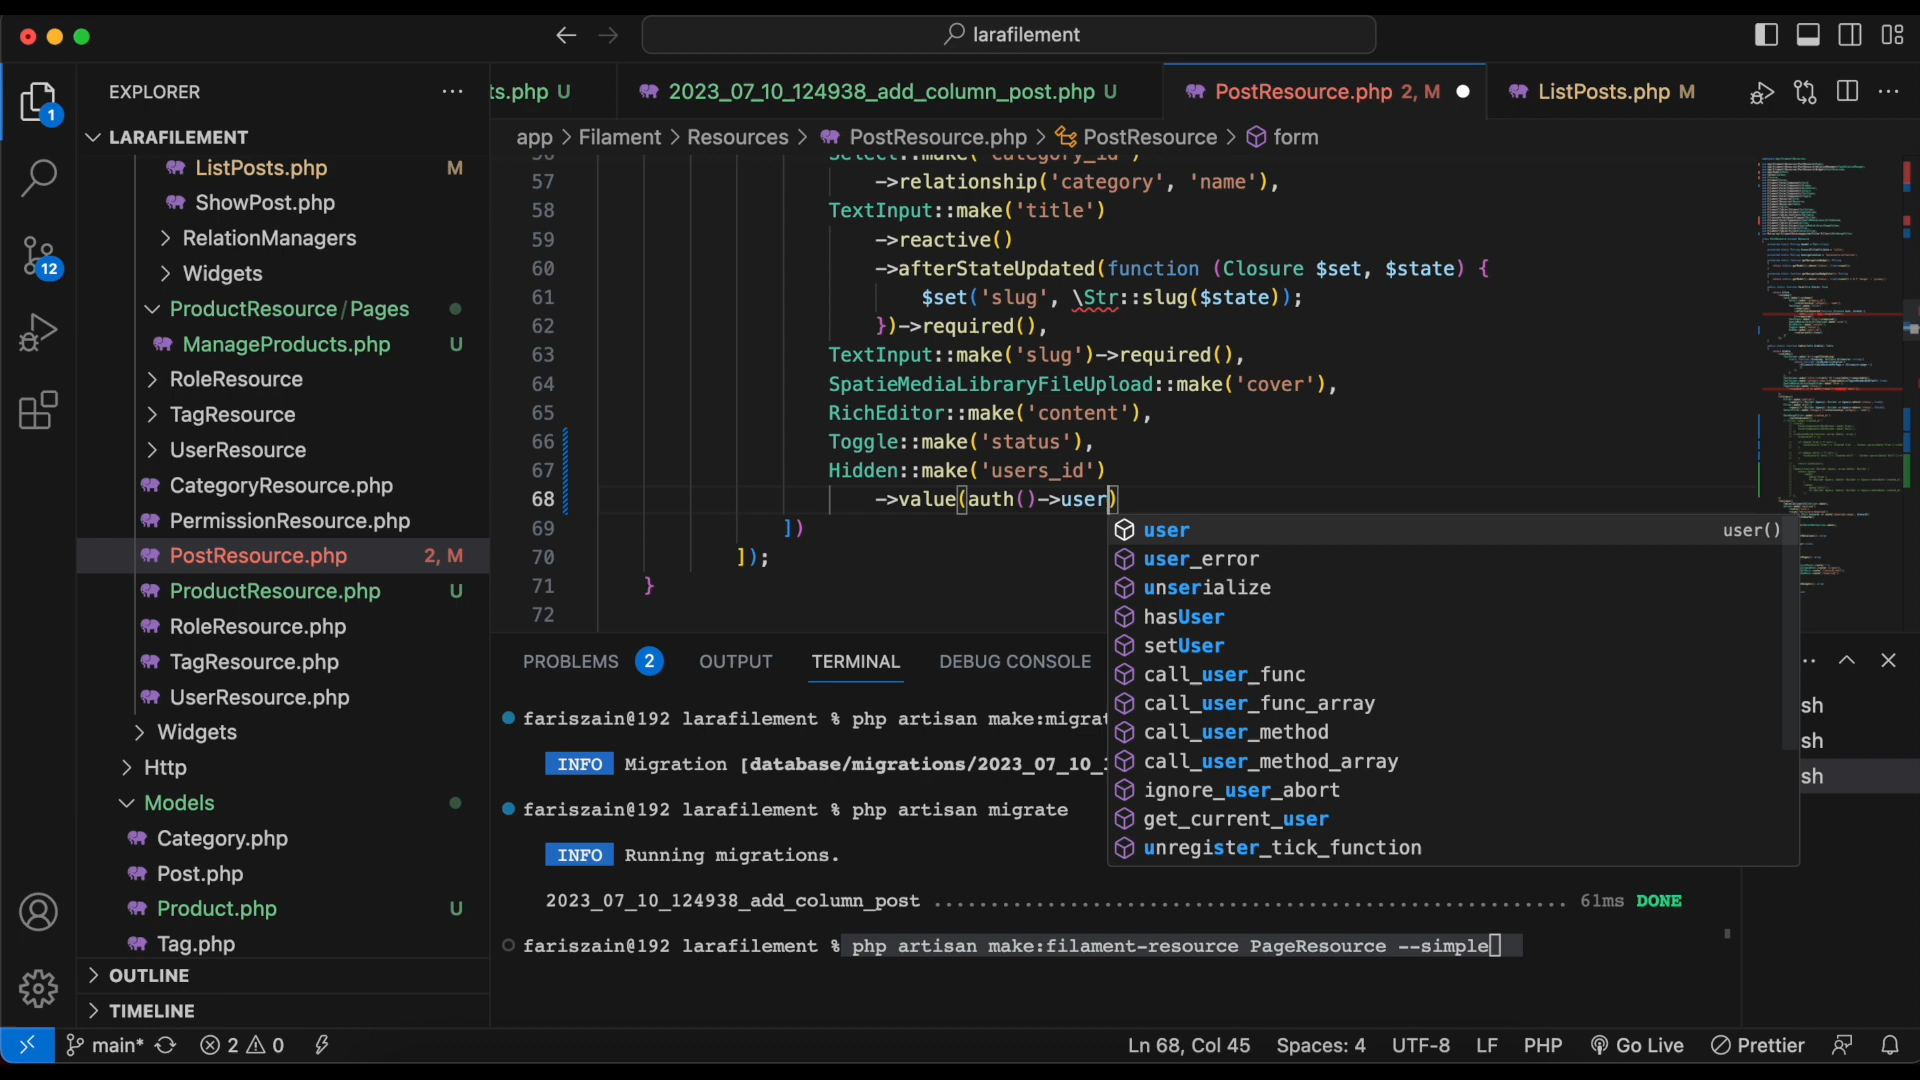 larafilement
EXPLORER
ts.php U
2023_07_10_124938_add_column_post.php U
PostResource.php 2, M
ListPosts.php M
app > Filament > Resources > PostResource.php > PostResource > form
1
12
LARAFILEMENT
ListPosts.php M
ShowPost.php
RelationManagers
Widgets
ProductResource/Pages
ManageProducts.php U
RoleResource
TagResource
UserResource
CategoryResource.php
PermissionResource.php
PostResource.php 2, M
ProductResource.php U
RoleResource.php
TagResource.php
UserResource.php
Widgets
Http
Models
Category.php
Post.php
Product.php U
Tag.php
OUTLINE
TIMELINE
56 Select::make('category_id')
57 ->relationship('category', 'name'),
58 TextInput::make('title')
59 ->reactive()
60 ->afterStateUpdated(function (Closure $set, $state) {
61 $set('slug', \Str::slug($state));
62 })->required(),
63 TextInput::make('slug')->required(),
64 SpatieMediaLibraryFileUpload::make('cover'),
65 RichEditor::make('content'),
66 Toggle::make('status'),
67 Hidden::make('users_id')
68 ->value(auth()->user)
69 ])
70 ]);
71 }
72
user user()
user_error
unserialize
hasUser
setUser
call_user_func
call_user_func_array
call_user_method
call_user_method_array
ignore_user_abort
get_current_user
unregister_tick_function
PROBLEMS 2 OUTPUT TERMINAL DEBUG CONSOLE
sh
sh
sh
fariszain@192 larafilement % php artisan make:migrat
INFO Migration [database/migrations/2023_07_10_1
fariszain@192 larafilement % php artisan migrate
INFO Running migrations.
2023_07_10_124938_add_column_post ........................................................ 61ms DONE
fariszain@192 larafilement % php artisan make:filament-resource PageResource --simple
main* 2 0
Ln 68, Col 45 Spaces: 4 UTF-8 LF PHP Go Live Prettier